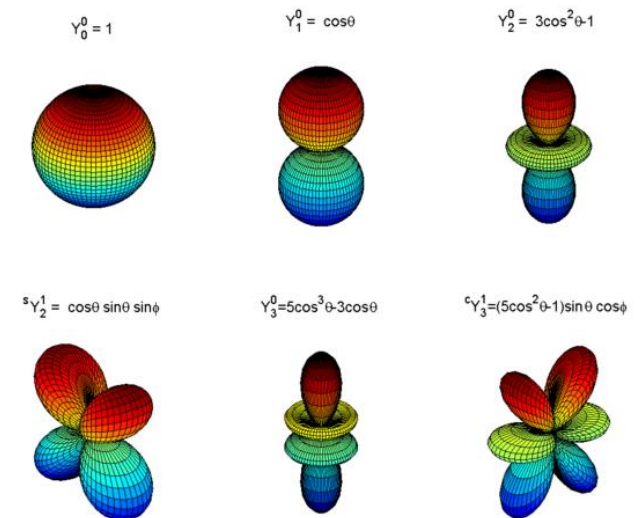 Y₀⁰ = 1
Y₁⁰ = cosθ
Y₂⁰ = 3cos²θ-1
ˢY₂¹ = cosθ sinθ sinϕ
Y₃⁰=5cos³θ-3cosθ
ᶜY₃¹=(5cos²θ-1)sinθ cosϕ